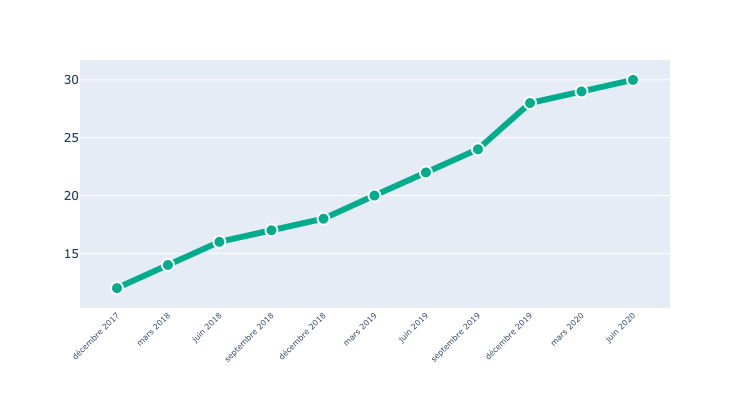 30
25
20
15
décembre 2017
mars 2018
juin 2018
septembre 2018
décembre 2018
mars 2019
juin 2019
septembre 2019
décembre 2019
mars 2020
juin 2020